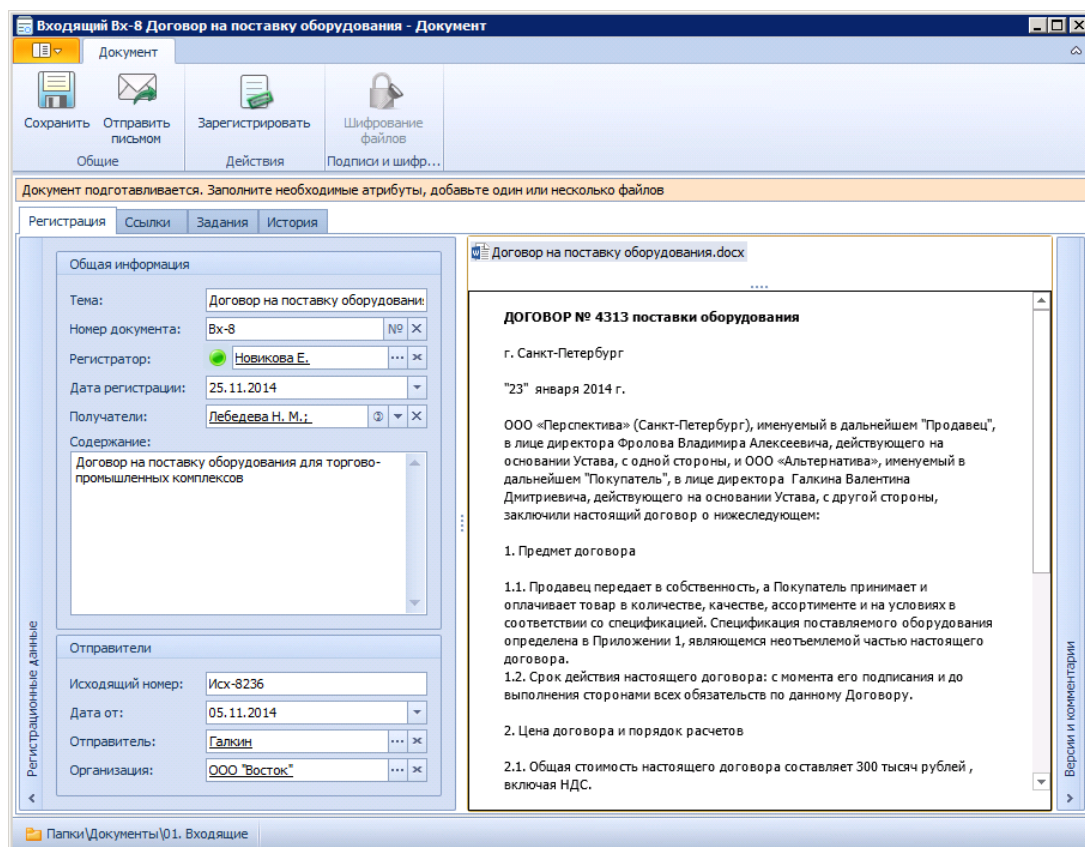 Входящий Вх-8 Договор на поставку оборудования - Документ
Документ
Сохранить
Отправить
письмом
Зарегистрировать
Шифрование
файлов
Общие
Действия
Подписи и шифр...
Документ подготавливается. Заполните необходимые атрибуты, добавьте один или несколько файлов
Регистрация
Ссылки
Задания
История
Регистрационные данные
Общая информация
Тема:
Договор на поставку оборудовани
Номер документа:
Вх-8
№
Регистратор:
Новикова Е.
Дата регистрации:
25.11.2014
Получатели:
Лебедева Н. М.;
Содержание:
Договор на поставку оборудования для торгово-
промышленных комплексов
Отправители
Исходящий номер:
Исх-8236
Дата от:
05.11.2014
Отправитель:
Галкин
Организация:
ООО "Восток"
Договор на поставку оборудования.docx
ДОГОВОР № 4313 поставки оборудования
г. Санкт-Петербург
"23" января 2014 г.
ООО «Перспектива» (Санкт-Петербург), именуемый в дальнейшем "Продавец",
в лице директора Фролова Владимира Алексеевича, действующего на
основании Устава, с одной стороны, и ООО «Альтернатива», именуемый в
дальнейшем "Покупатель", в лице директора Галкина Валентина
Дмитриевича, действующего на основании Устава, с другой стороны,
заключили настоящий договор о нижеследующем:
1. Предмет договора
1.1. Продавец передает в собственность, а Покупатель принимает и
оплачивает товар в количестве, качестве, ассортименте и на условиях в
соответствии со спецификацией. Спецификация поставляемого оборудования
определена в Приложении 1, являющемся неотъемлемой частью настоящего
договора.
1.2. Срок действия настоящего договора: с момента его подписания и до
выполнения сторонами всех обязательств по данному Договору.
2. Цена договора и порядок расчетов
2.1. Общая стоимость настоящего договора составляет 300 тысяч рублей ,
включая НДС.
Версии и комментарии
Папки\Документы\01. Входящие